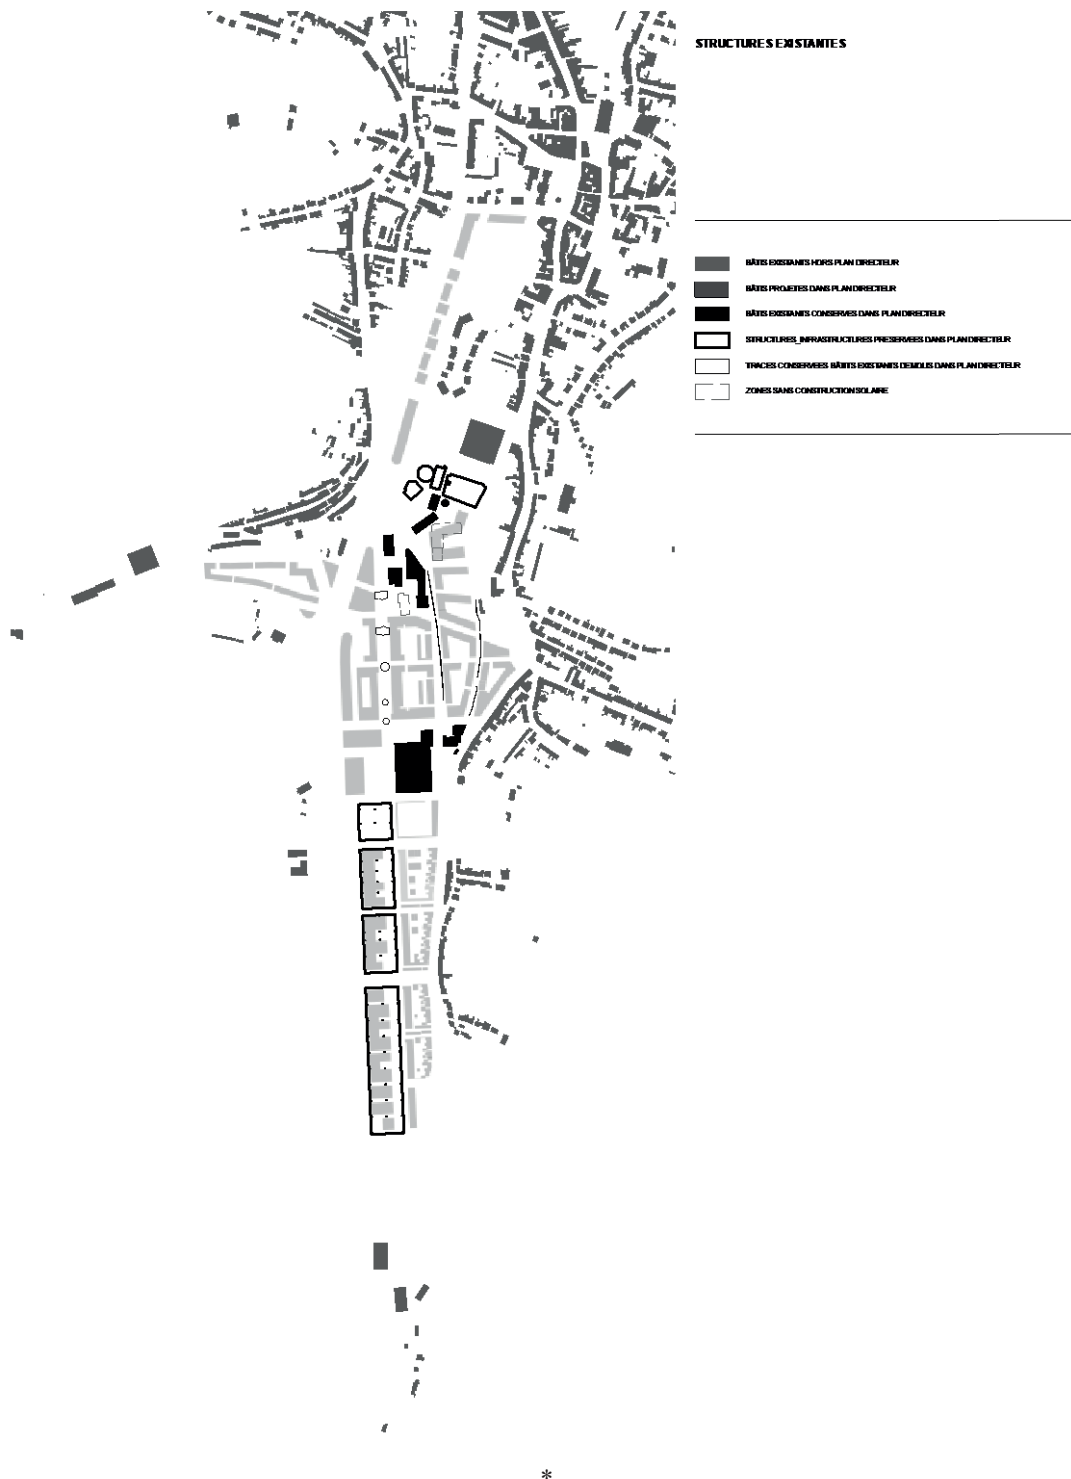 STRUCTURES EXISTANTES
BÂTIS EXISTANTS HORS PLAN DIRECTEUR
BÂTIS PROJETES DANS PLAN DIRECTEUR
BÂTIS EXISTANTS CONSERVES DANS PLAN DIRECTEUR
STRUCTURES_INFRASTRUCTURES PRESERVEES DANS PLAN DIRECTEUR
TRACES CONSERVEES BÂTITS EXISTANTS DEMOLIS DANS PLAN DIRECTEUR
ZONES SANS CONSTRUCTION SOLAIRE
*